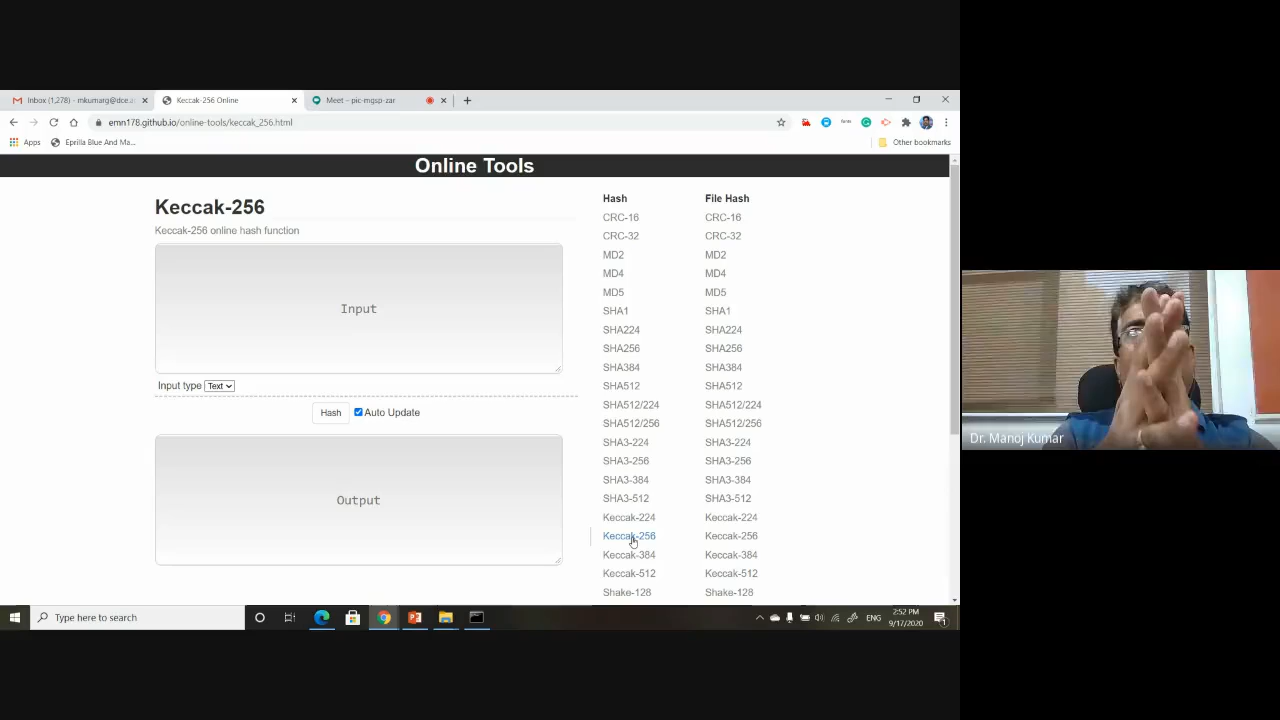 Inbox (1,278) - mkumarg@dce.ac
Keccak-256 Online
Meet – pic-mgsp-zar
emn178.github.io/online-tools/keccak_256.html
Apps
Eprilla Blue And Ma...
Other bookmarks
Online Tools
Keccak-256
Keccak-256 online hash function
Input
Input type Text
Hash Auto Update
Output
Hash File Hash
CRC-16 CRC-16
CRC-32 CRC-32
MD2 MD2
MD4 MD4
MD5 MD5
SHA1 SHA1
SHA224 SHA224
SHA256 SHA256
SHA384 SHA384
SHA512 SHA512
SHA512/224 SHA512/224
SHA512/256 SHA512/256
SHA3-224 SHA3-224
SHA3-256 SHA3-256
SHA3-384 SHA3-384
SHA3-512 SHA3-512
Keccak-224 Keccak-224
Keccak-256 Keccak-256
Keccak-384 Keccak-384
Keccak-512 Keccak-512
Shake-128 Shake-128
Dr. Manoj Kumar
Type here to search
ENG
2:52 PM
9/17/2020